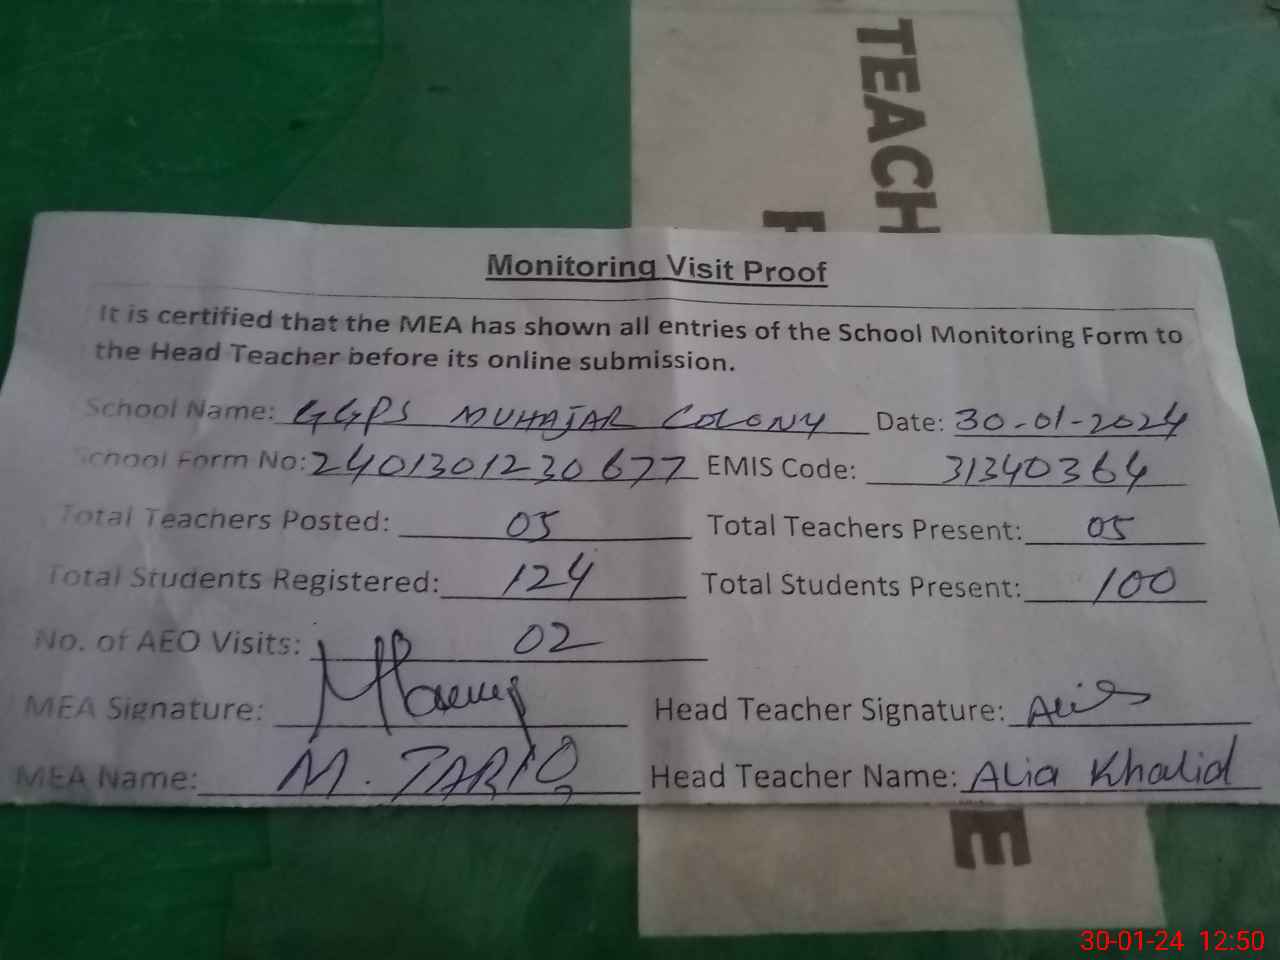 TEACH
Monitoring Visit Proof
It is certified that the MEA has shown all entries of the School Monitoring Form to
the Head Teacher before its online submission.
School Name: GGPS MUHAJAR COLONY Date: 30-01-2024
School Form No: 2401301230677 EMIS Code: 31340364
Total Teachers Posted: 05 Total Teachers Present: 05
Total Students Registered: 124 Total Students Present: 100
No. of AEO Visits: 02
MEA Signature: Head Teacher Signature: Alia
MEA Name: M. TARIQ Head Teacher Name: Alia Khalid
E
30-01-24 12:50